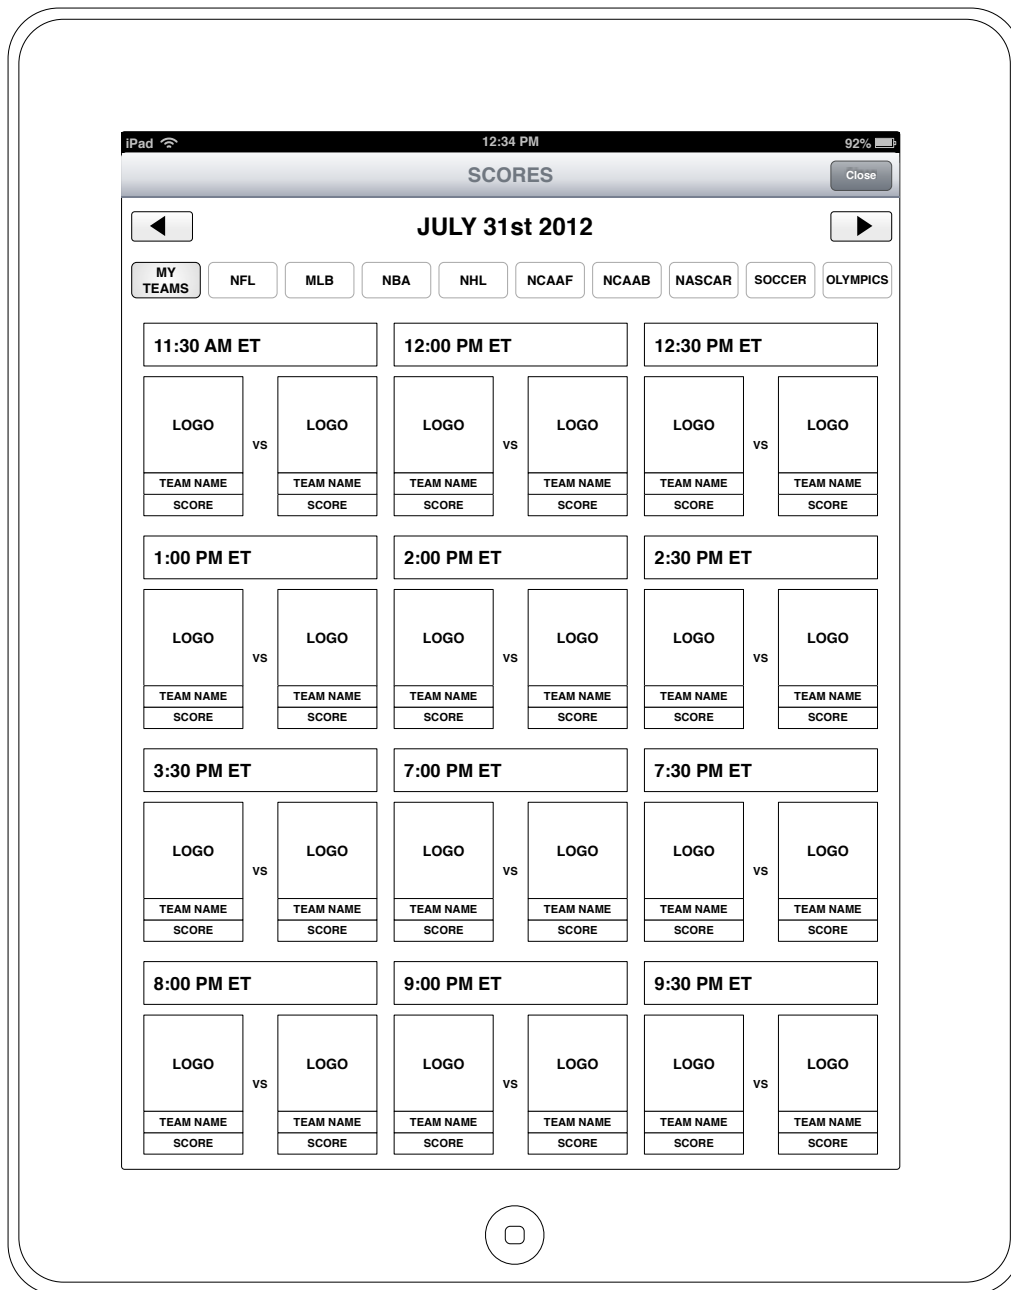 iPad 12:34 PM 92%
SCORES Close
JULY 31st 2012
MY TEAMS NFL MLB NBA NHL NCAAF NCAAB NASCAR SOCCER OLYMPICS
11:30 AM ET 12:00 PM ET 12:30 PM ET
LOGO vs LOGO LOGO vs LOGO LOGO vs LOGO
TEAM NAME TEAM NAME TEAM NAME TEAM NAME TEAM NAME TEAM NAME
SCORE SCORE SCORE SCORE SCORE SCORE
1:00 PM ET 2:00 PM ET 2:30 PM ET
LOGO vs LOGO LOGO vs LOGO LOGO vs LOGO
TEAM NAME TEAM NAME TEAM NAME TEAM NAME TEAM NAME TEAM NAME
SCORE SCORE SCORE SCORE SCORE SCORE
3:30 PM ET 7:00 PM ET 7:30 PM ET
LOGO vs LOGO LOGO vs LOGO LOGO vs LOGO
TEAM NAME TEAM NAME TEAM NAME TEAM NAME TEAM NAME TEAM NAME
SCORE SCORE SCORE SCORE SCORE SCORE
8:00 PM ET 9:00 PM ET 9:30 PM ET
LOGO vs LOGO LOGO vs LOGO LOGO vs LOGO
TEAM NAME TEAM NAME TEAM NAME TEAM NAME TEAM NAME TEAM NAME
SCORE SCORE SCORE SCORE SCORE SCORE